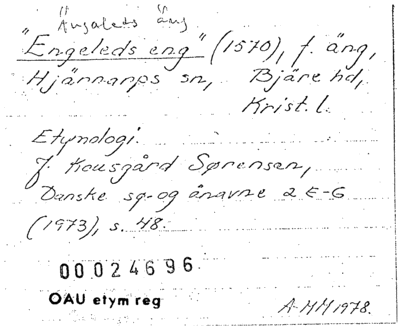 "Ängalets äng
"Engeleds eng" (1570), f. äng,
Hjärnarps sn, Bjäre hd,
Krist. l.
Etymologi.
J. Kousgård Sørensen,
Danske sø- og ånavne 2 E-G
(1973), s. 48.
00024696
OAU etym reg
A-MM 1978.